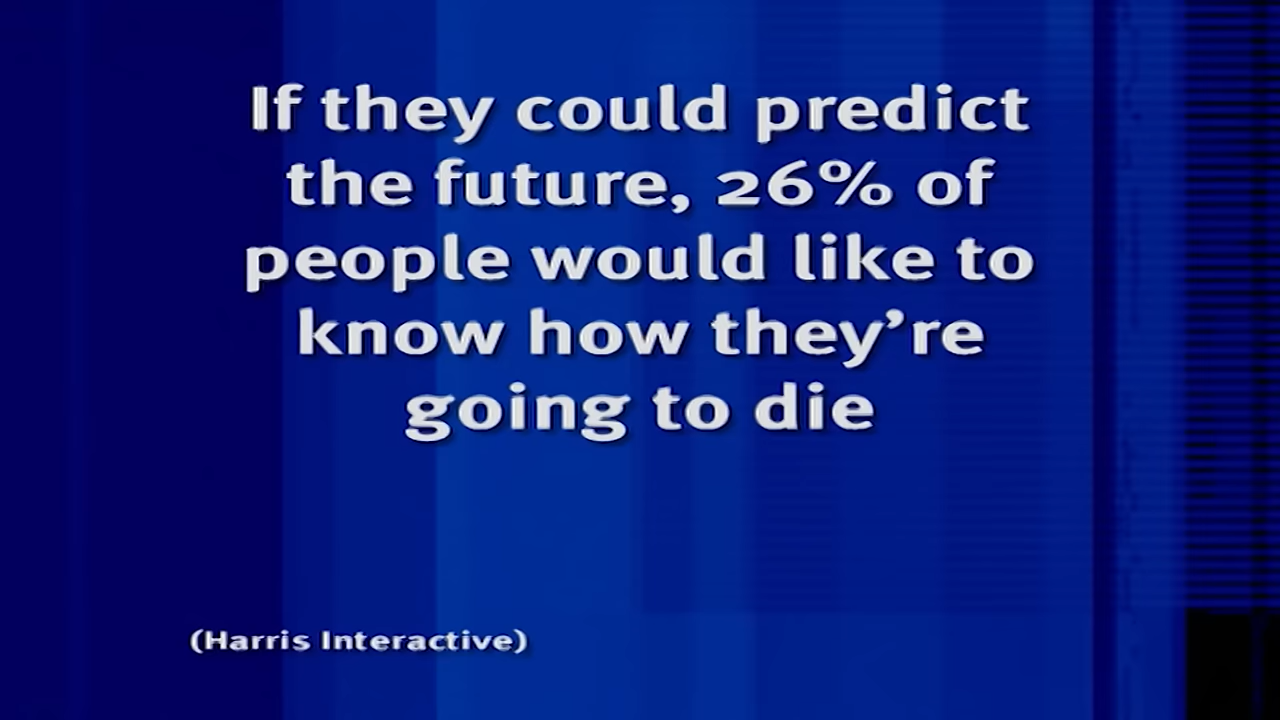 If they could predict
the future, 26% of
people would like to
know how they’re
going to die
(Harris Interactive)